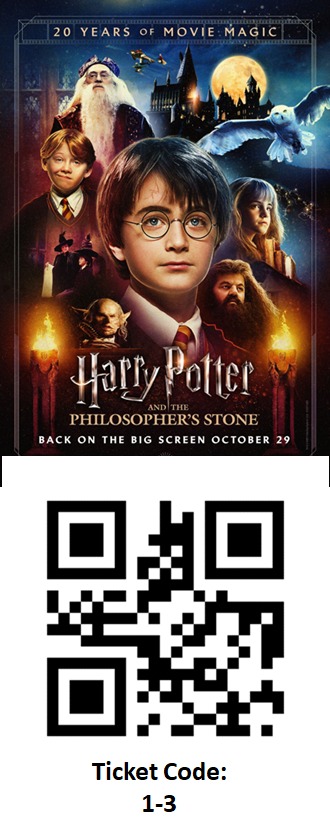 20 YEARS OF MOVIE MAGIC
Harry Potter
AND THE
PHILOSOPHER'S STONE
BACK ON THE BIG SCREEN OCTOBER 29
Ticket Code:
1-3